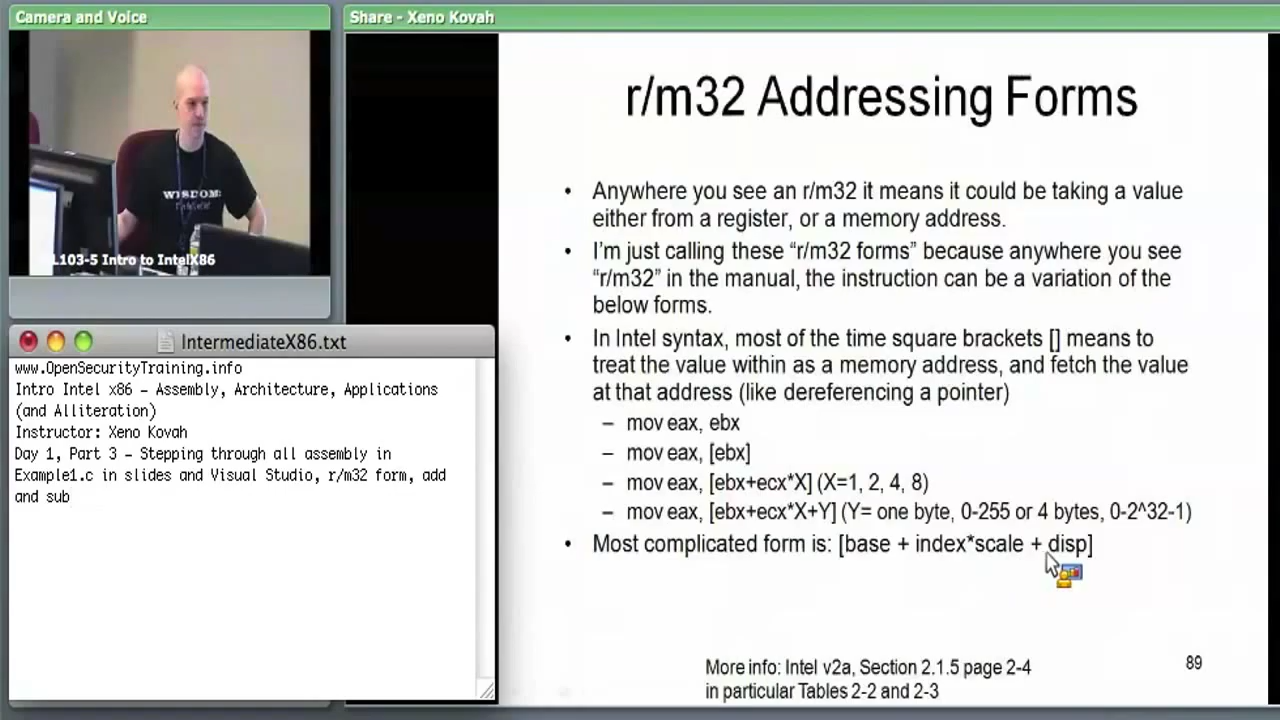 Camera and Voice
WISDOM:
L103-5 Intro to IntelX86
IntermediateX86.txt
www.OpenSecurityTraining.info
Intro Intel x86 – Assembly, Architecture, Applications
(and Alliteration)
Instructor: Xeno Kovah
Day 1, Part 3 – Stepping through all assembly in
Example1.c in slides and Visual Studio, r/m32 form, add
and sub
Share - Xeno Kovah
r/m32 Addressing Forms
• Anywhere you see an r/m32 it means it could be taking a value
either from a register, or a memory address.
• I'm just calling these “r/m32 forms” because anywhere you see
“r/m32” in the manual, the instruction can be a variation of the
below forms.
• In Intel syntax, most of the time square brackets [] means to
treat the value within as a memory address, and fetch the value
at that address (like dereferencing a pointer)
– mov eax, ebx
– mov eax, [ebx]
– mov eax, [ebx+ecx*X] (X=1, 2, 4, 8)
– mov eax, [ebx+ecx*X+Y] (Y= one byte, 0-255 or 4 bytes, 0-2^32-1)
• Most complicated form is: [base + index*scale + disp]
More info: Intel v2a, Section 2.1.5 page 2-4
in particular Tables 2-2 and 2-3
89